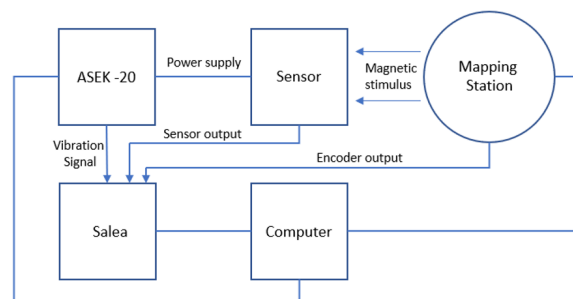 ASEK -20
Power supply
Sensor
Magnetic
stimulus
Mapping
Station
Vibration
Signal
Sensor output
Encoder output
Salea
Computer